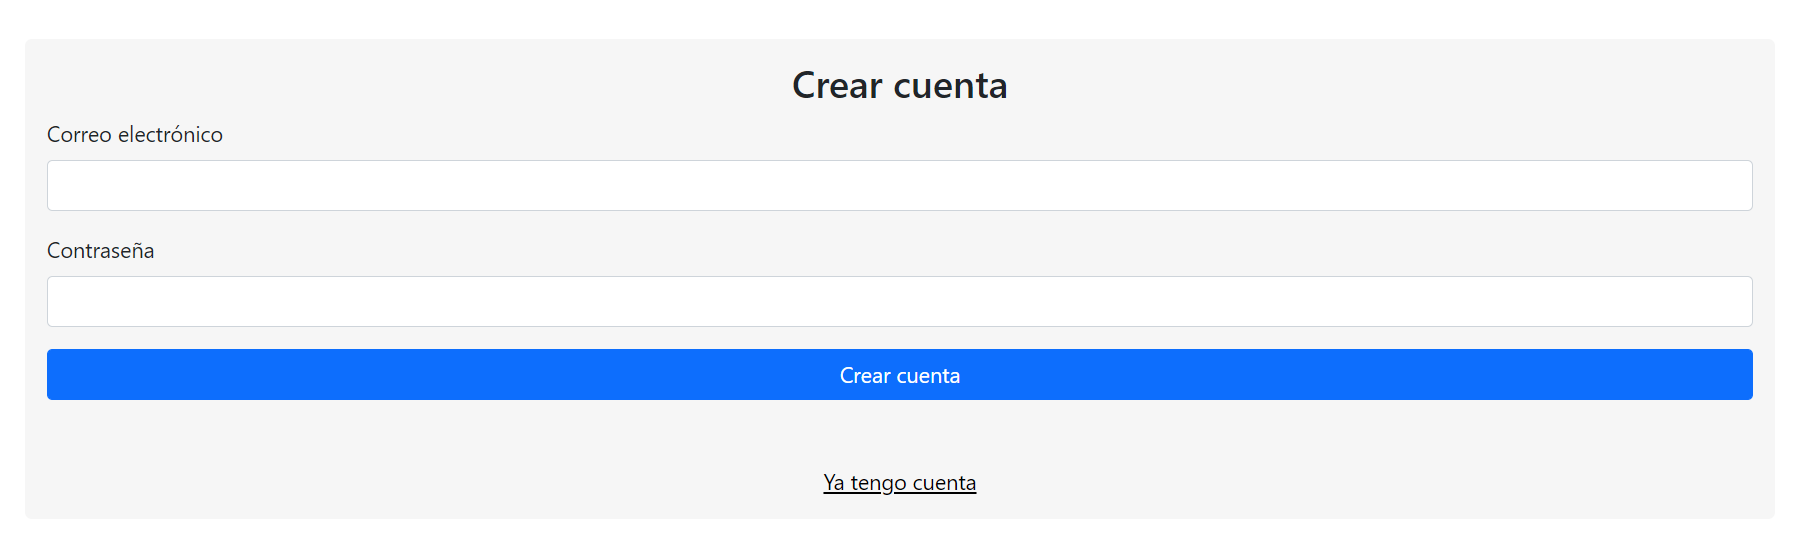 Crear cuenta
Correo electrónico
Contraseña
Crear cuenta
Ya tengo cuenta